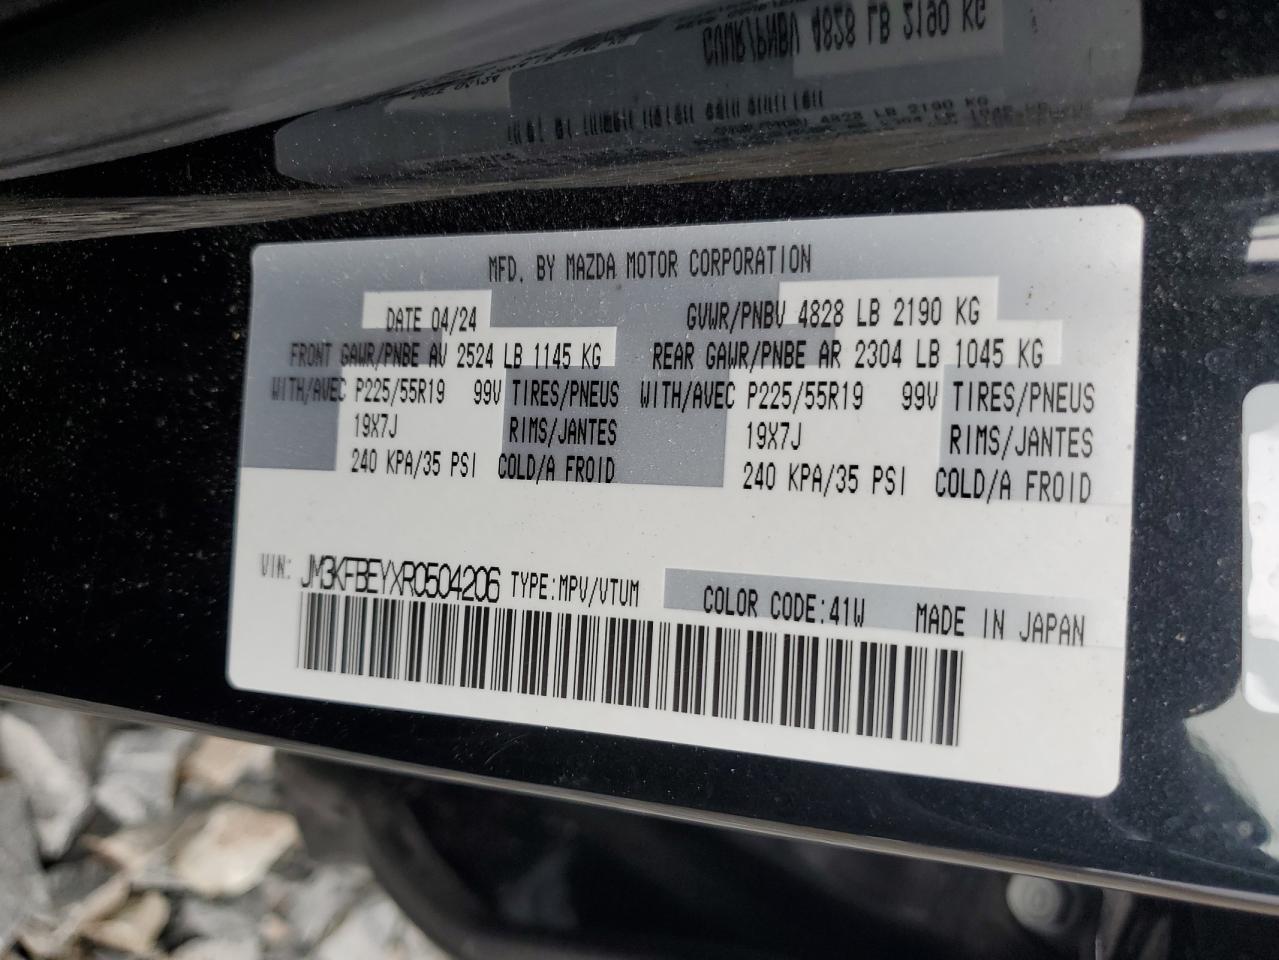 MFD. BY MAZDA MOTOR CORPORATION
DATE 04/24 GVWR/PNBV 4828 LB 2190 KG
FRONT GAWR/PNBE AV 2524 LB 1145 KG REAR GAWR/PNBE AR 2304 LB 1045 KG
WITH/AVEC P225/55R19 99V TIRES/PNEUS WITH/AVEC P225/55R19 99V TIRES/PNEUS
19X7J RIMS/JANTES 19X7J RIMS/JANTES
240 KPA/35 PSI COLD/A FROID 240 KPA/35 PSI COLD/A FROID
VIN: JM3KFBEYXR0504206 TYPE:MPV/VTUM COLOR CODE:41W MADE IN JAPAN